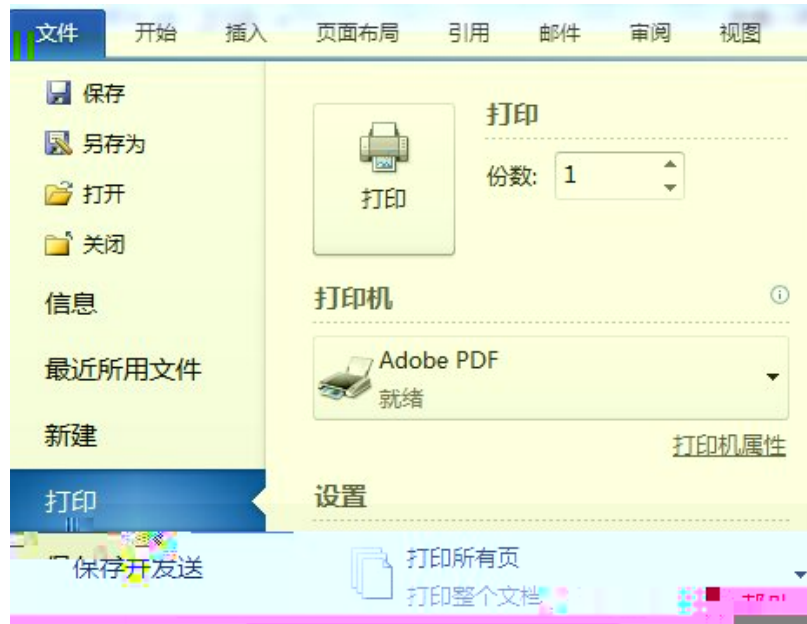 文件 开始 插入 页面布局 引用 邮件 审阅 视图
保存
另存为
打开
关闭
信息
最近所用文件
新建
打印
保存开发送
打印
打印
份数: 1
打印机
Adobe PDF
就绪
打印机属性
设置
打印所有页
打印整个文档